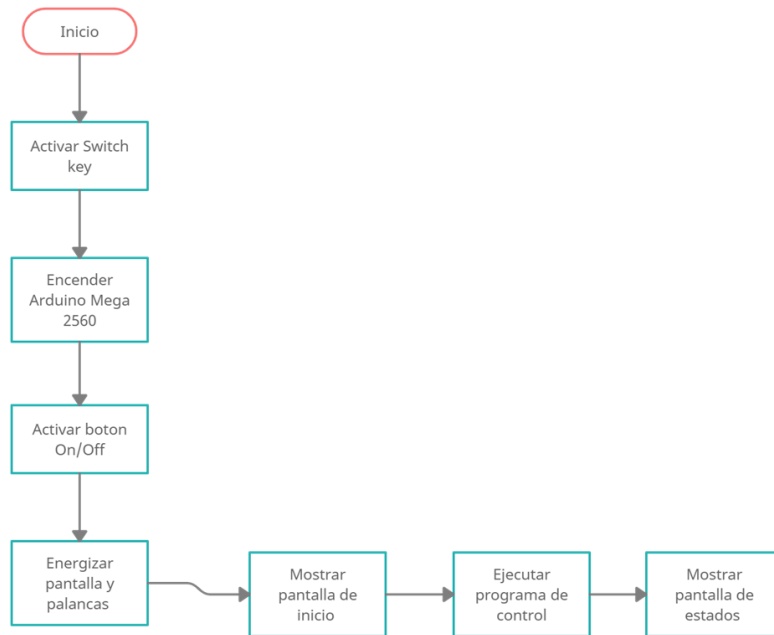 Inicio
Activar Switch
key
Encender
Arduino Mega
2560
Activar boton
On/Off
Energizar
pantalla y
palancas
Mostrar
pantalla de
inicio
Ejecutar
programa de
control
Mostrar
pantalla de
estados